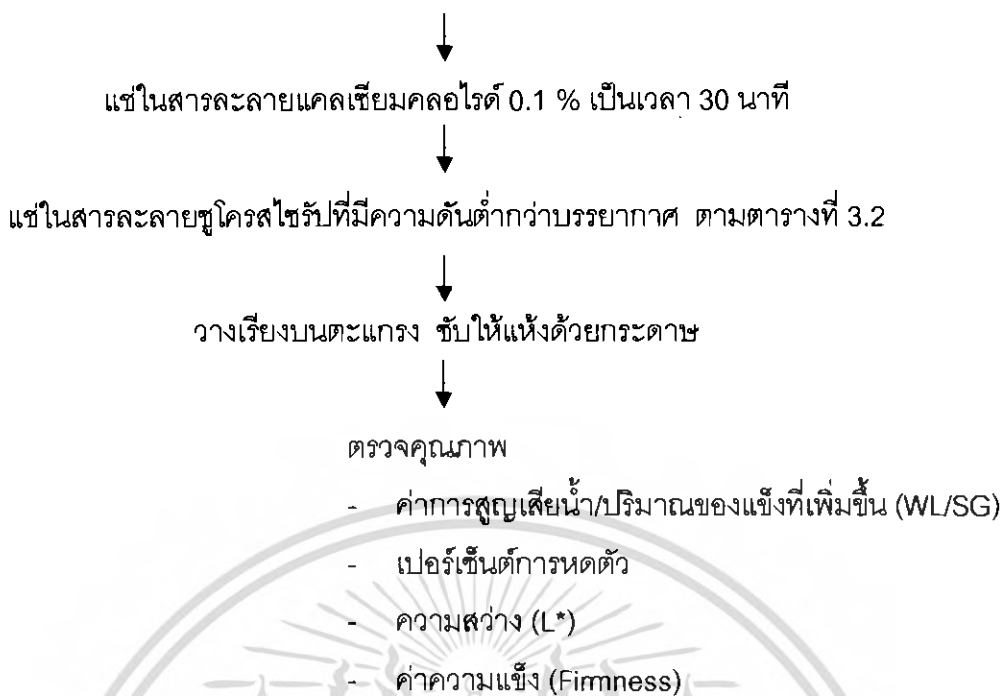 แช่ในสารละลายแคลเซียมคลอไรด์ 0.1 % เป็นเวลา 30 นาที
แช่ในสารละลายซูโครสไซรัปที่มีความดันต่ำกว่าบรรยากาศ ตามตารางที่ 3.2
วางเรียงบนตะแกรง ซับให้แห้งด้วยกระดาษ
ตรวจคุณภาพ
- ค่าการสูญเสียน้ำ/ปริมาณของแข็งที่เพิ่มขึ้น (WL/SG)
- เปอร์เซ็นต์การหดตัว
- ความสว่าง (L*)
- ค่าความแข็ง (Firmness)